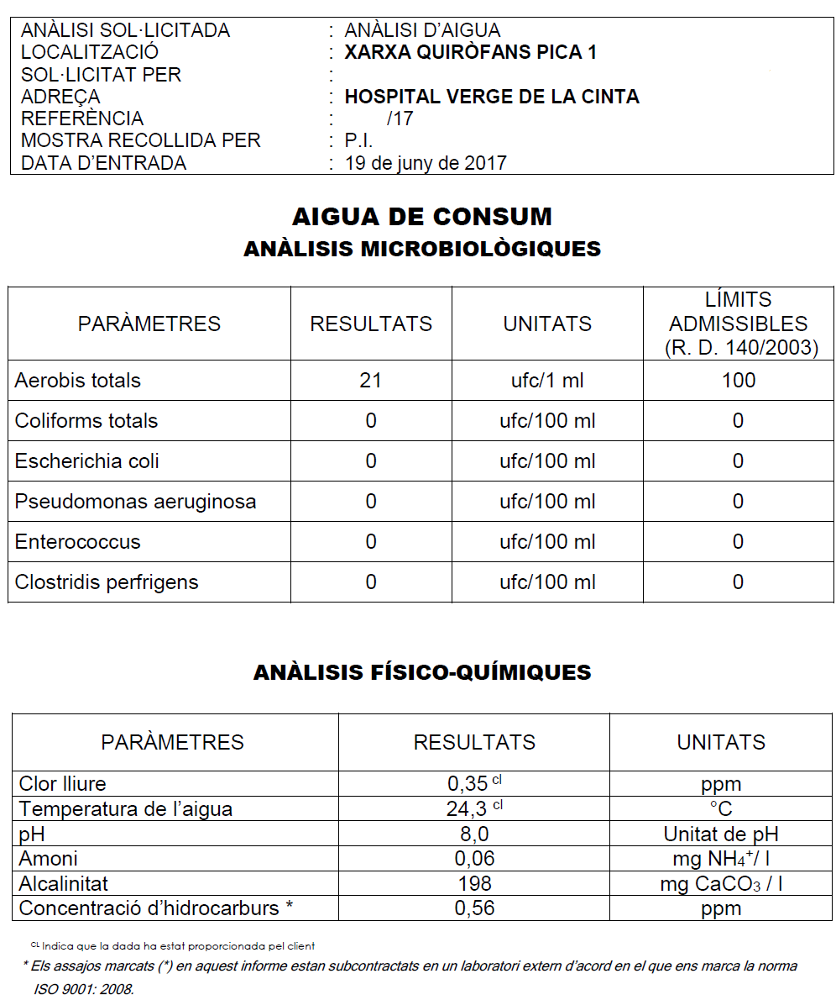 ANÀLISI SOL·LICITADA : ANÀLISI D’AIGUA
LOCALITZACIÓ : XARXA QUIRÒFANS PICA 1
SOL·LICITAT PER :
ADREÇA : HOSPITAL VERGE DE LA CINTA
REFERÈNCIA : /17
MOSTRA RECOLLIDA PER : P.I.
DATA D’ENTRADA : 19 de juny de 2017
AIGUA DE CONSUM
ANÀLISIS MICROBIOLÒGIQUES
PARÀMETRES RESULTATS UNITATS LÍMITS ADMISSIBLES (R. D. 140/2003)
Aerobis totals 21 ufc/1 ml 100
Coliforms totals 0 ufc/100 ml 0
Escherichia coli 0 ufc/100 ml 0
Pseudomonas aeruginosa 0 ufc/100 ml 0
Enterococcus 0 ufc/100 ml 0
Clostridis perfrigens 0 ufc/100 ml 0
ANÀLISIS FÍSICO-QUÍMIQUES
PARÀMETRES RESULTATS UNITATS
Clor lliure 0,35 cl ppm
Temperatura de l’aigua 24,3 cl °C
pH 8,0 Unitat de pH
Amoni 0,06 mg NH₄⁺/ l
Alcalinitat 198 mg CaCO₃ / l
Concentració d’hidrocarburs * 0,56 ppm
CL Indica que la dada ha estat proporcionada pel client
* Els assajos marcats (*) en aquest informe estan subcontractats en un laboratori extern d’acord en el que ens marca la norma
ISO 9001: 2008.